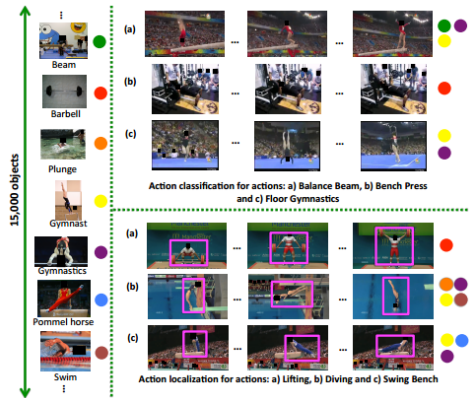 15,000 objects
Beam
Barbell
Plunge
Gymnast
Gymnastics
Pommel horse
Swim
(a)
...
...
(b)
...
...
(c)
...
...
Action classification for actions: a) Balance Beam, b) Bench Press
and c) Floor Gymnastics
(a)
...
...
(b)
...
...
(c)
...
...
Action localization for actions: a) Lifting, b) Diving and c) Swing Bench